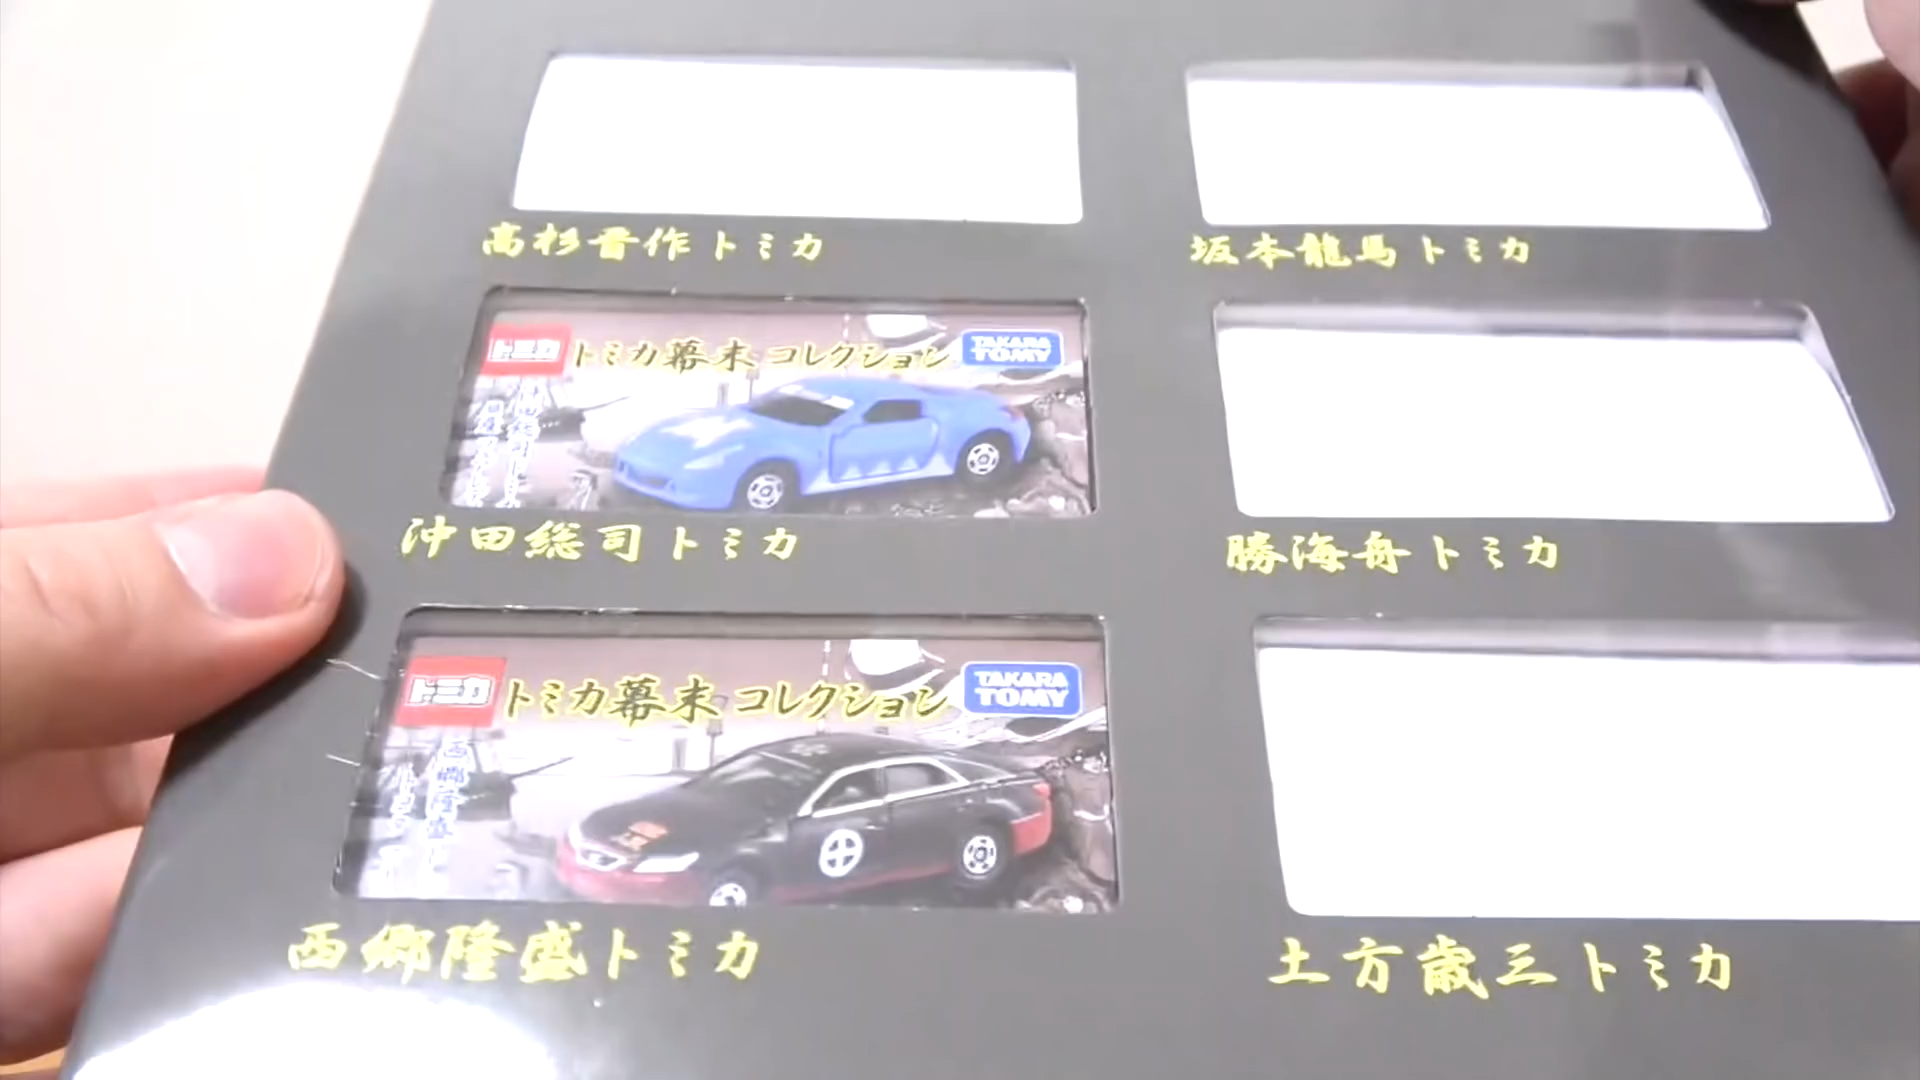 高杉晋作トミカ
坂本龍馬トミカ
トミカ
トミカ幕末コレクション
TAKARA TOMY
沖田総司トミカ
勝海舟トミカ
トミカ
トミカ幕末コレクション
TAKARA TOMY
西郷隆盛トミカ
土方歳三トミカ